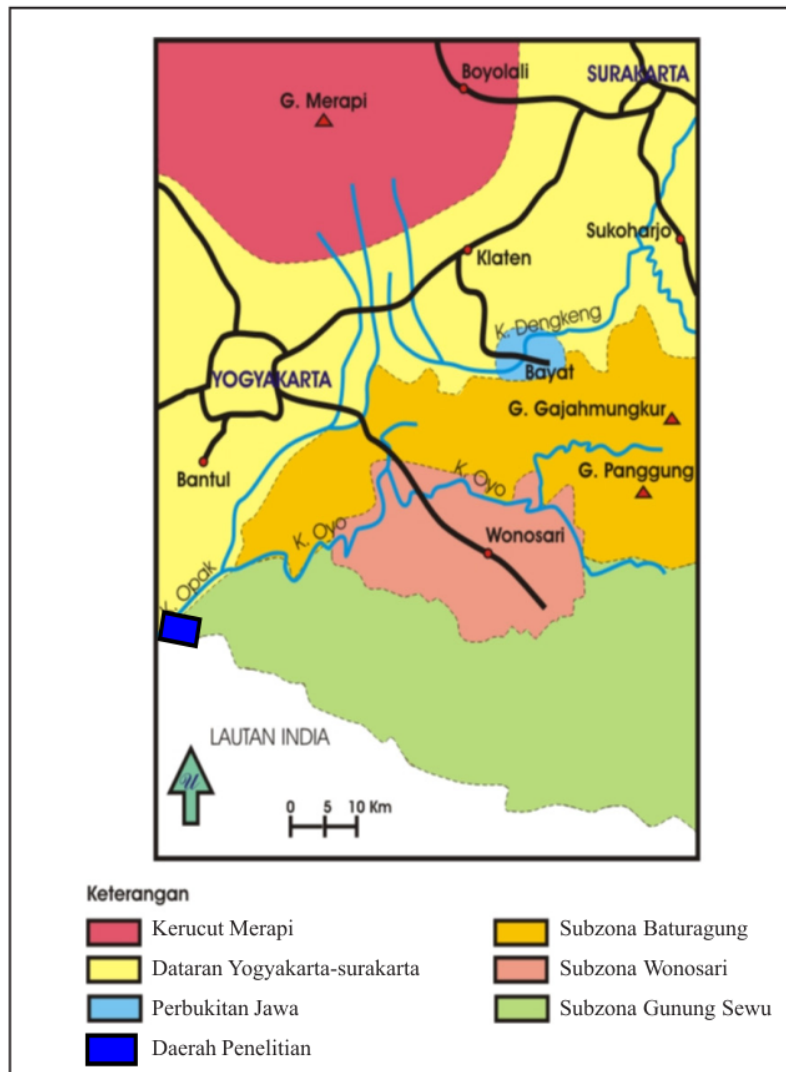 Boyolali
SURAKARTA
G. Merapi
Sukoharjo
Klaten
K. Dengkeng
Bayat
YOGYAKARTA
G. Gajahmungkur
G. Panggung
Bantul
K. Oyo
K. Oyo
Wonosari
K. Opak
LAUTAN INDIA
U
0 5 10 Km
Keterangan
Kerucut Merapi
Dataran Yogyakarta-surakarta
Perbukitan Jawa
Daerah Penelitian
Subzona Baturagung
Subzona Wonosari
Subzona Gunung Sewu